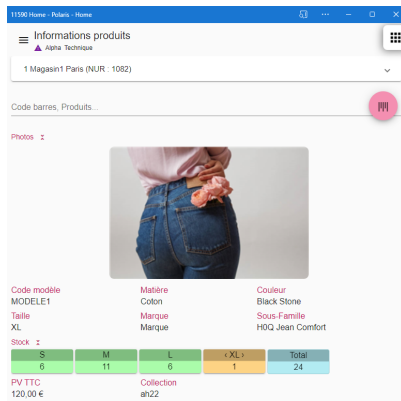 11590 Home - Polaris - Home
Informations produits
Alpha Technique
1 Magasin1 Paris (NUR : 1082)
Code barres, Produits...
Photos
Code modèle Matière Couleur
MODELE1 Coton Black Stone
Taille Marque Sous-Famille
XL Marque H0Q Jean Comfort
Stock
S M L ‹ XL › Total
6 11 6 1 24
PV TTC Collection
120,00 € ah22